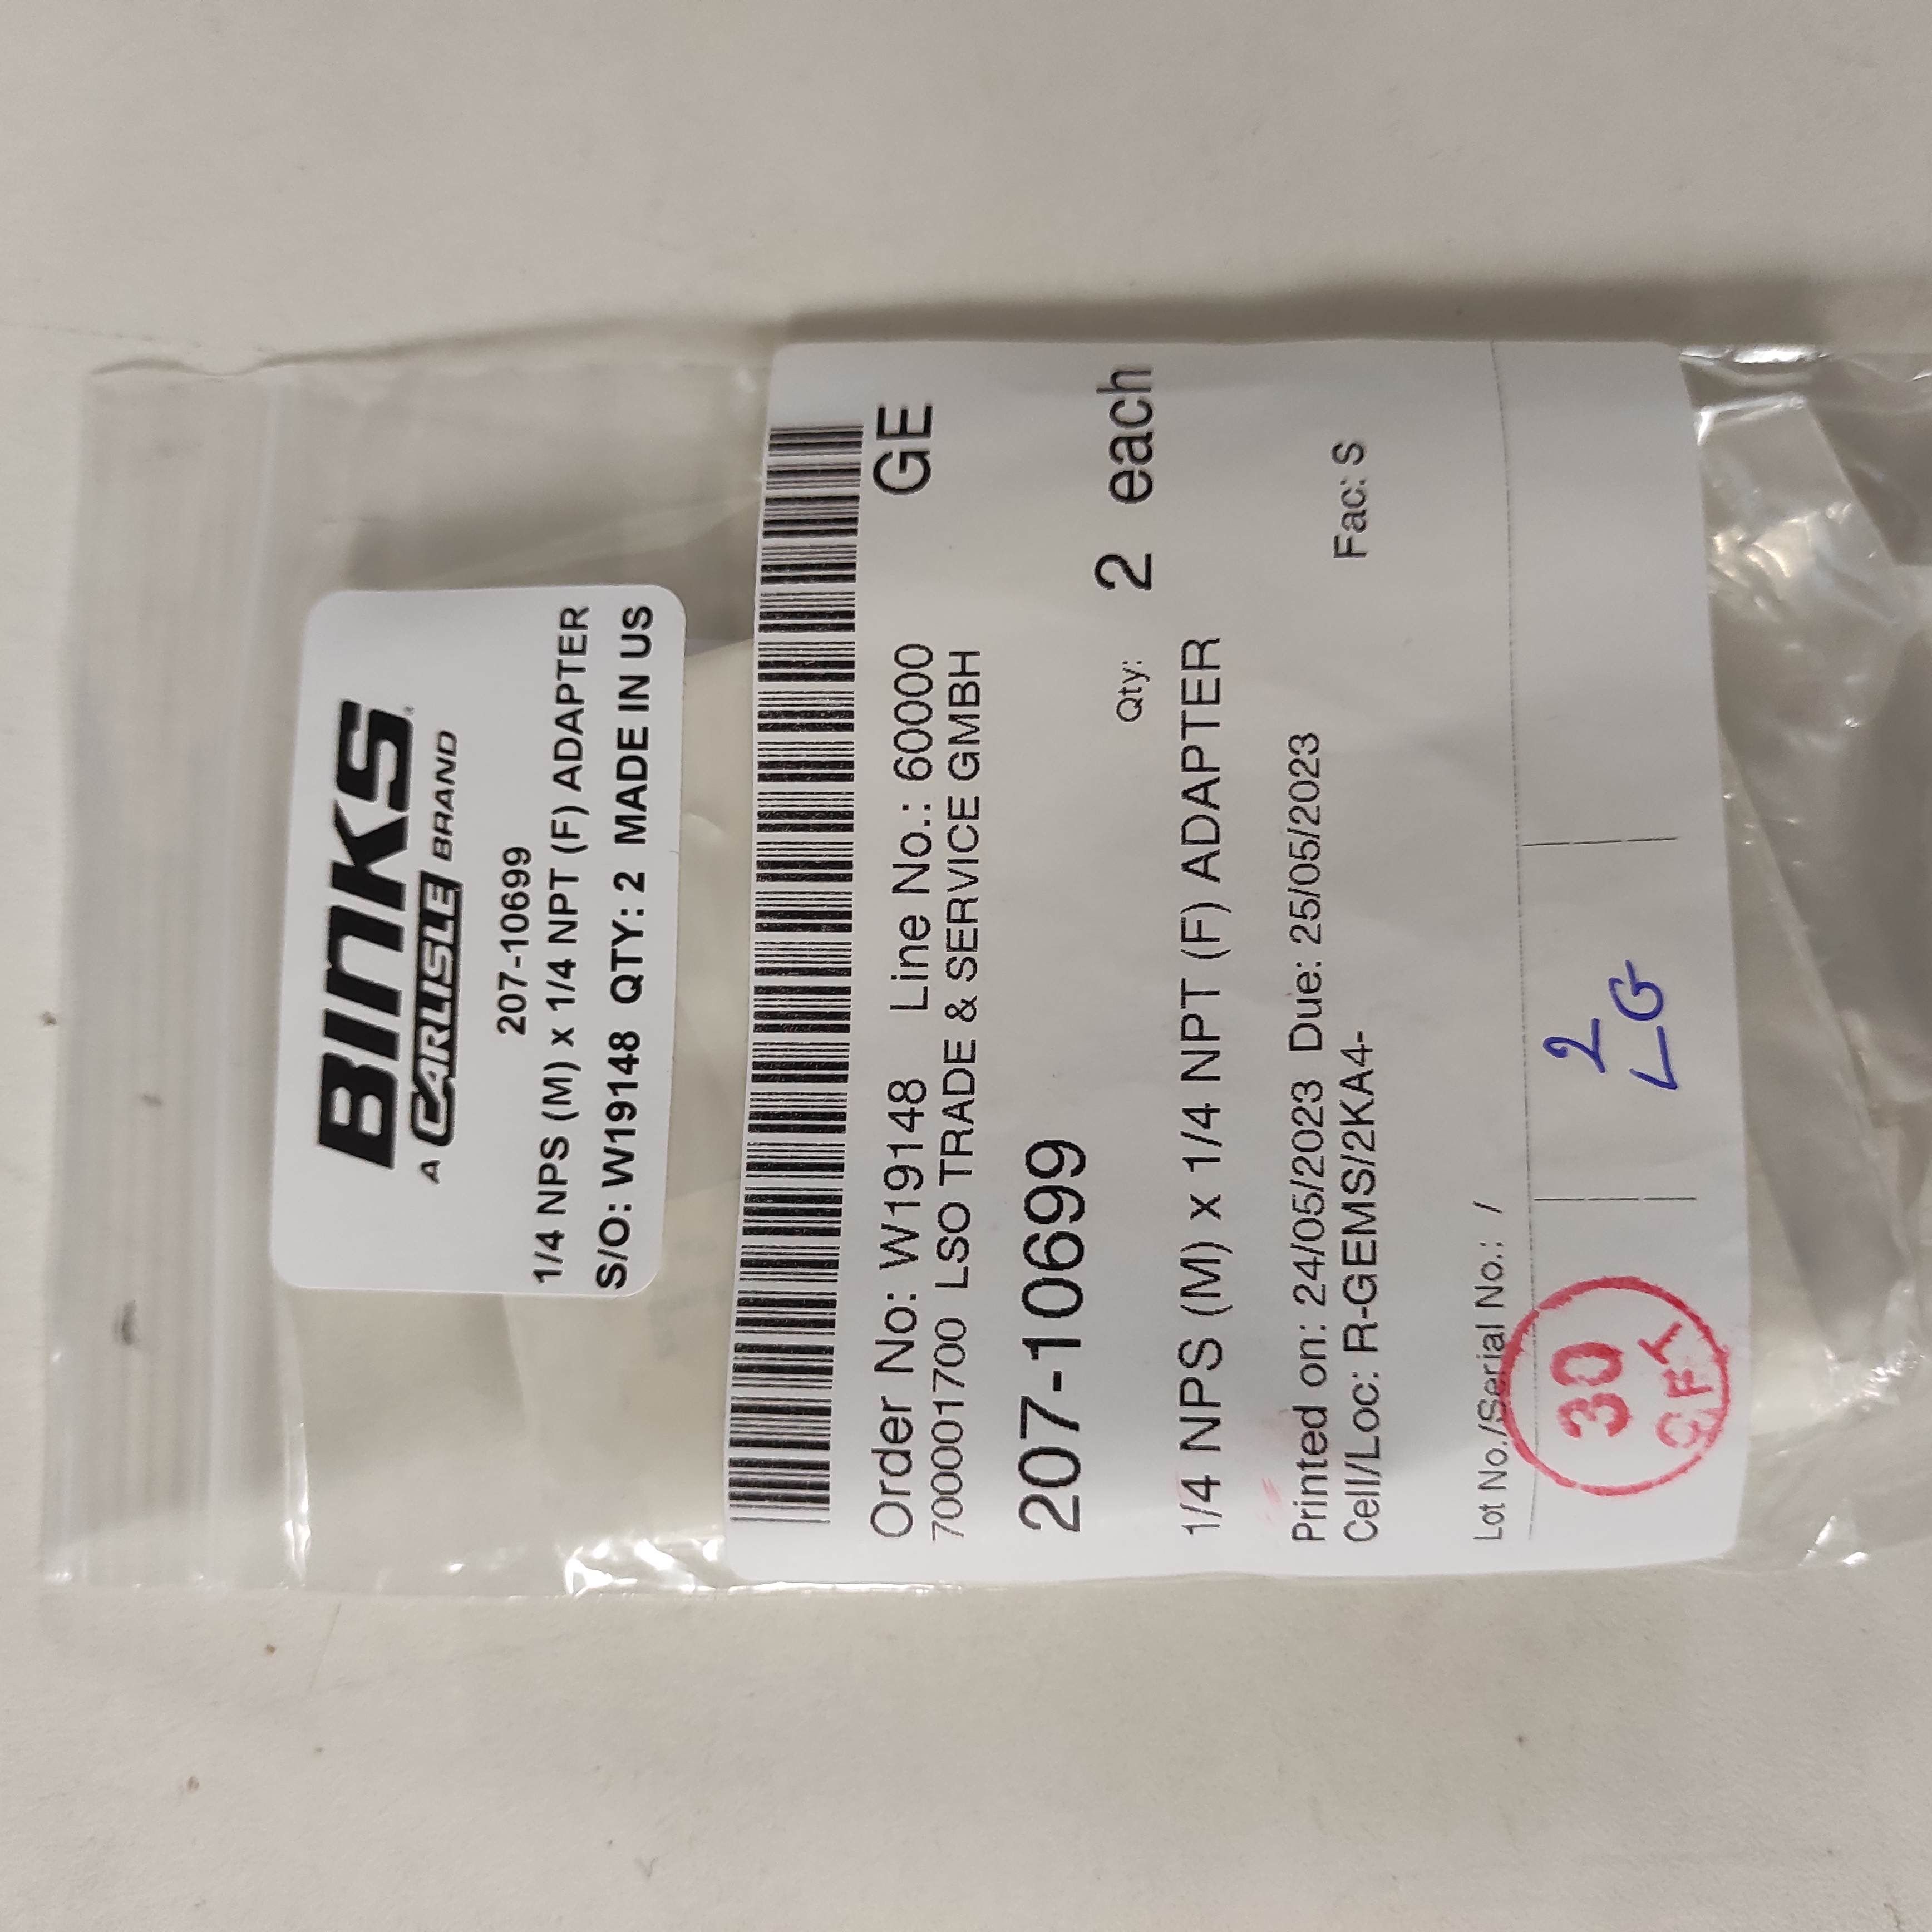 BINKS®
A CARLISLE BRAND
207-10699
1/4 NPS (M) x 1/4 NPT (F) ADAPTER
S/O: W19148 QTY: 2 MADE IN US
Order No: W19148 Line No.: 60000 GE
700001700 LSO TRADE & SERVICE GMBH
207-10699
Qty: 2 each
1/4 NPS (M) x 1/4 NPT (F) ADAPTER
Printed on: 24/05/2023 Due: 25/05/2023
Cell/Loc: R-GEMS/2KA4- Fac: S
Lot No./Serial No.: /
30
2
LG